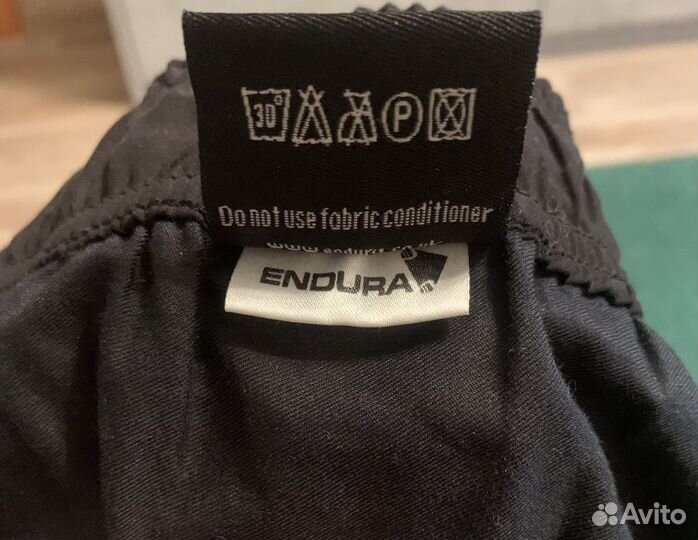 30°
P
Do not use fabric conditioner
ENDURA
Avito